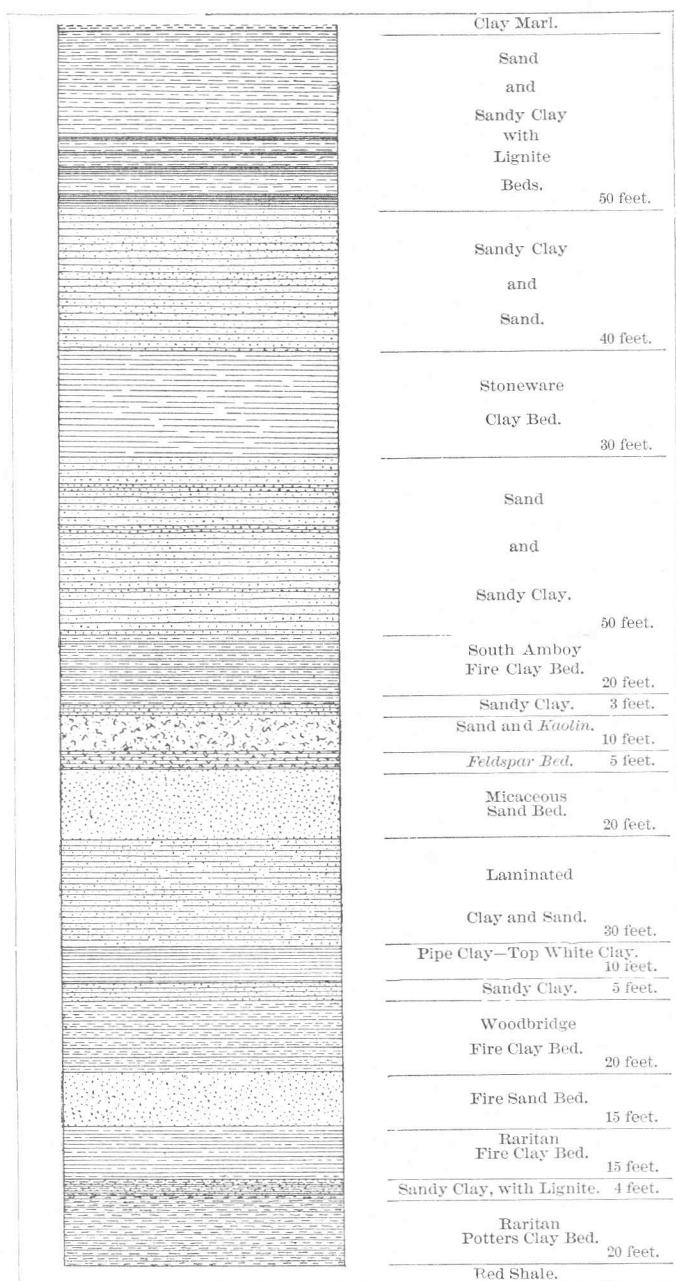 Clay Marl.
Sand
and
Sandy Clay
with
Lignite
Beds.
50 feet.
Sandy Clay
and
Sand.
40 feet.
Stoneware
Clay Bed.
30 feet.
Sand
and
Sandy Clay.
50 feet.
South Amboy
Fire Clay Bed.
20 feet.
Sandy Clay. 3 feet.
Sand and Kaolin.
10 feet.
Feldspar Bed. 5 feet.
Micaceous
Sand Bed.
20 feet.
Laminated
Clay and Sand.
30 feet.
Pipe Clay—Top White Clay.
10 feet.
Sandy Clay. 5 feet.
Woodbridge
Fire Clay Bed.
20 feet.
Fire Sand Bed.
15 feet.
Raritan
Fire Clay Bed.
15 feet.
Sandy Clay, with Lignite. 4 feet.
Raritan
Potters Clay Bed.
20 feet.
Red Shale.